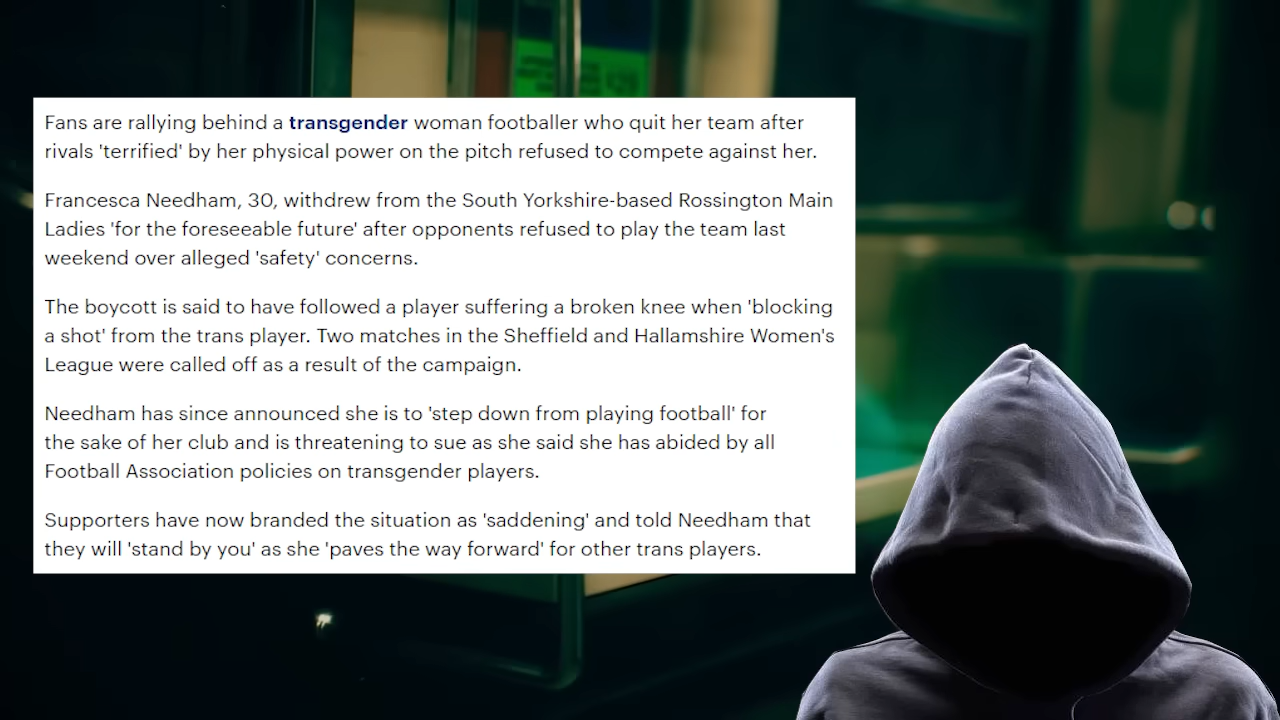 Fans are rallying behind a transgender woman footballer who quit her team after
rivals 'terrified' by her physical power on the pitch refused to compete against her.
Francesca Needham, 30, withdrew from the South Yorkshire-based Rossington Main
Ladies 'for the foreseeable future' after opponents refused to play the team last
weekend over alleged 'safety' concerns.
The boycott is said to have followed a player suffering a broken knee when 'blocking
a shot' from the trans player. Two matches in the Sheffield and Hallamshire Women's
League were called off as a result of the campaign.
Needham has since announced she is to 'step down from playing football' for
the sake of her club and is threatening to sue as she said she has abided by all
Football Association policies on transgender players.
Supporters have now branded the situation as 'saddening' and told Needham that
they will 'stand by you' as she 'paves the way forward' for other trans players.